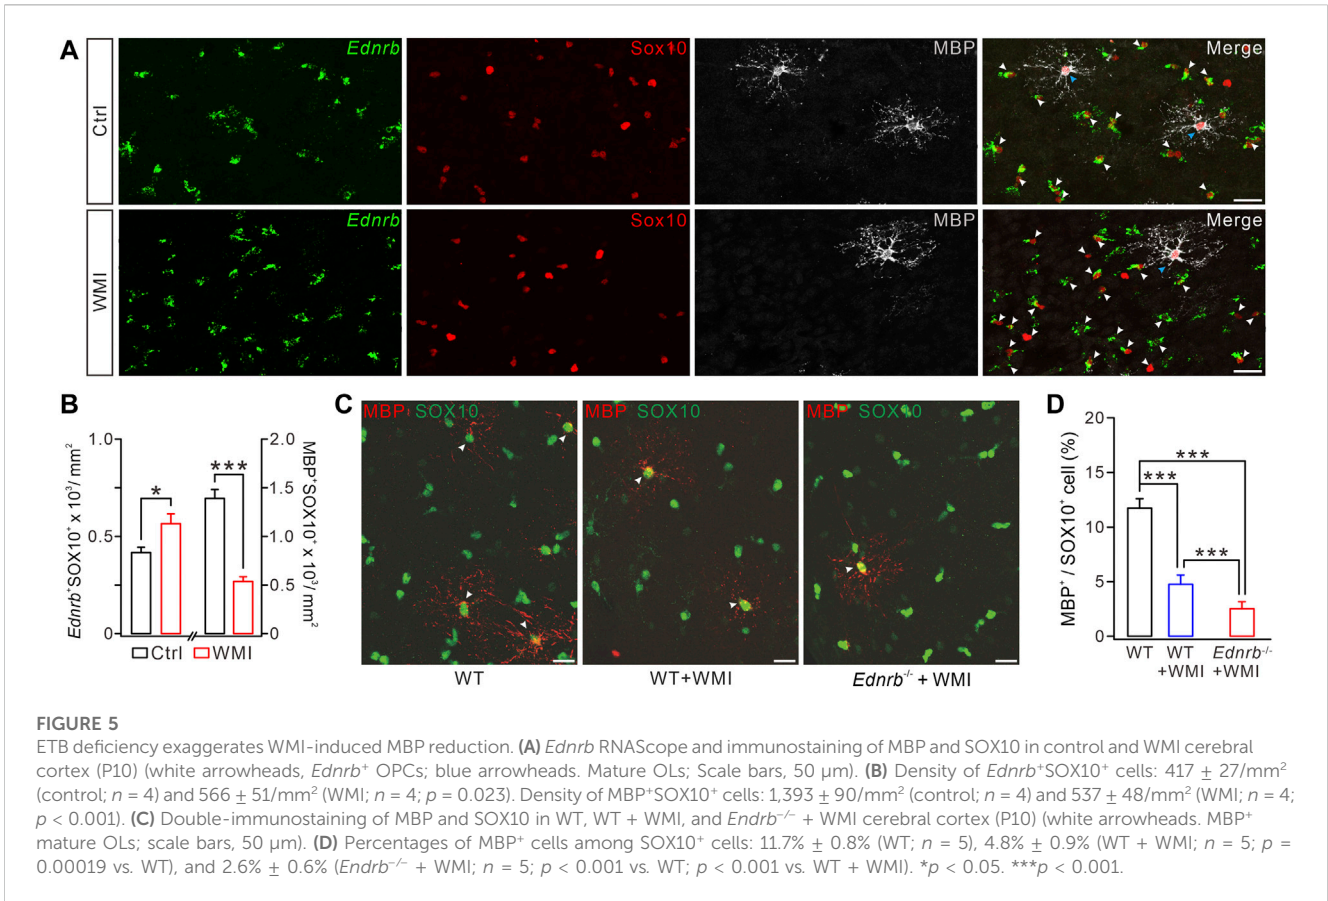 A
Ednrb
Sox10
MBP
Merge
Ctrl
Ednrb
Sox10
MBP
Merge
WMI
B
1.0
0.5
0
Ednrb⁺SOX10⁺ x 10³/ mm²
*
***
2.0
1.5
1.0
0.5
0
MBP⁺SOX10⁺ x 10³/ mm²
Ctrl WMI
C
MBP SOX10
MBP SOX10
MBP SOX10
WT
WT+WMI
Ednrb⁻/⁻ + WMI
D
20
15
10
5
0
MBP⁺ / SOX10⁺ cell (%)
***
***
***
WT
WT
+WMI
Ednrb⁻/⁻
+WMI
FIGURE 5
ETB deficiency exaggerates WMI-induced MBP reduction. (A) Ednrb RNAScope and immunostaining of MBP and SOX10 in control and WMI cerebral
cortex (P10) (white arrowheads, Ednrb⁺ OPCs; blue arrowheads. Mature OLs; Scale bars, 50 µm). (B) Density of Ednrb⁺SOX10⁺ cells: 417 ± 27/mm²
(control; n = 4) and 566 ± 51/mm² (WMI; n = 4; p = 0.023). Density of MBP⁺SOX10⁺ cells: 1,393 ± 90/mm² (control; n = 4) and 537 ± 48/mm² (WMI; n = 4;
p < 0.001). (C) Double-immunostaining of MBP and SOX10 in WT, WT + WMI, and Ednrb⁻/⁻ + WMI cerebral cortex (P10) (white arrowheads. MBP⁺
mature OLs; scale bars, 50 µm). (D) Percentages of MBP⁺ cells among SOX10⁺ cells: 11.7% ± 0.8% (WT; n = 5), 4.8% ± 0.9% (WT + WMI; n = 5; p =
0.00019 vs. WT), and 2.6% ± 0.6% (Endrb⁻/⁻ + WMI; n = 5; p < 0.001 vs. WT; p < 0.001 vs. WT + WMI). *p < 0.05. ***p < 0.001.